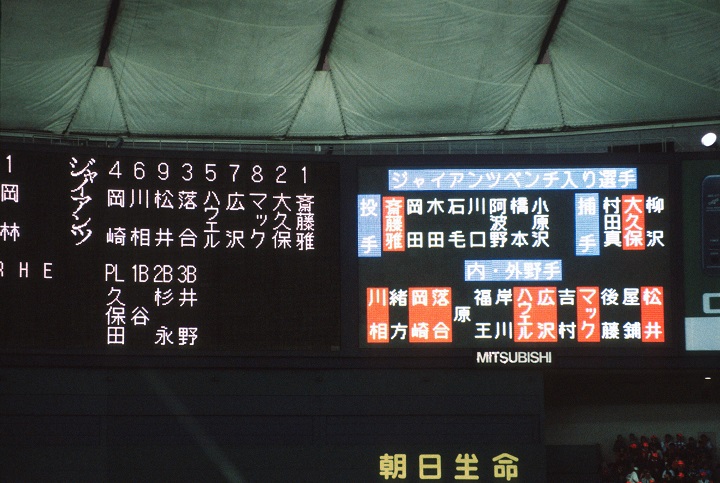 1 岡林
R H E
ジャイアンツ
4 岡崎
6 川相
9 松井
3 落合
5 ハウエル
7 広沢
8 マック
2 大久保
1 斎藤雅
PL 久保田
1B 谷
2B 杉永
3B 井野
ジャイアンツベンチ入り選手
投手
斎藤雅 岡田 木田 石毛 川口 阿波野 橋本 小原沢
捕手
村田真 大久保 柳沢
内・外野手
川相 緒方 岡崎 落合 原 福王 岸川 ハウエル 広沢 吉村 マック 後藤 屋鋪 松井
MITSUBISHI
朝日生命